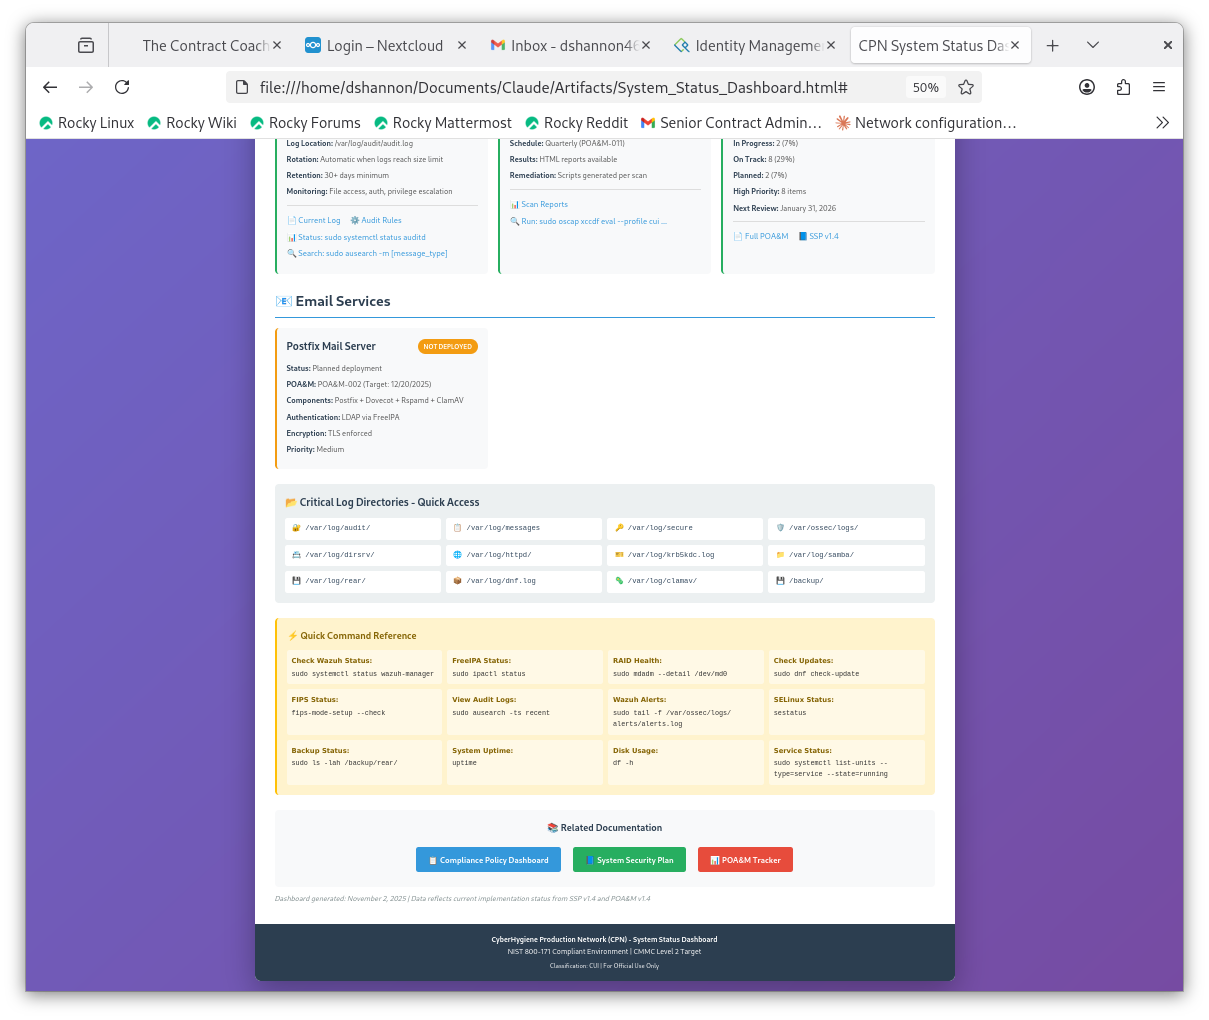 The Contract Coach
Login – Nextcloud
Inbox - dshannon46
Identity Manageme
CPN System Status Da
file:///home/dshannon/Documents/Claude/Artifacts/System_Status_Dashboard.html#
50%
Rocky Linux
Rocky Wiki
Rocky Forums
Rocky Mattermost
Rocky Reddit
Senior Contract Admin…
Network configuration…
Log Location: /var/log/audit/audit.log
Rotation: Automatic when logs reach size limit
Retention: 30+ days minimum
Monitoring: File access, auth, privilege escalation
Current Log
Audit Rules
Status: sudo systemctl status auditd
Search: sudo ausearch -m [message_type]
Schedule: Quarterly (POA&M-011)
Results: HTML reports available
Remediation: Scripts generated per scan
Scan Reports
Run: sudo oscap xccdf eval --profile cui ...
In Progress: 2 (7%)
On Track: 8 (29%)
Planned: 2 (7%)
High Priority: 8 items
Next Review: January 31, 2026
Full POA&M
SSP v1.4
Email Services
Postfix Mail Server
NOT DEPLOYED
Status: Planned deployment
POA&M: POA&M-002 (Target: 12/20/2025)
Components: Postfix + Dovecot + Rspamd + ClamAV
Authentication: LDAP via FreeIPA
Encryption: TLS enforced
Priority: Medium
Critical Log Directories - Quick Access
/var/log/audit/
/var/log/messages
/var/log/secure
/var/ossec/logs/
/var/log/dirsrv/
/var/log/httpd/
/var/log/krb5kdc.log
/var/log/samba/
/var/log/rear/
/var/log/dnf.log
/var/log/clamav/
/backup/
Quick Command Reference
Check Wazuh Status:
sudo systemctl status wazuh-manager
FreeIPA Status:
sudo ipactl status
RAID Health:
sudo mdadm --detail /dev/md0
Check Updates:
sudo dnf check-update
FIPS Status:
fips-mode-setup --check
View Audit Logs:
sudo ausearch -ts recent
Wazuh Alerts:
sudo tail -f /var/ossec/logs/
alerts/alerts.log
SELinux Status:
sestatus
Backup Status:
sudo ls -lah /backup/rear/
System Uptime:
uptime
Disk Usage:
df -h
Service Status:
sudo systemctl list-units --
type=service --state=running
Related Documentation
Compliance Policy Dashboard
System Security Plan
POA&M Tracker
Dashboard generated: November 2, 2025 | Data reflects current implementation status from SSP v1.4 and POA&M v1.4
CyberHygiene Production Network (CPN) - System Status Dashboard
NIST 800-171 Compliant Environment | CMMC Level 2 Target
Classification: CUI | For Official Use Only